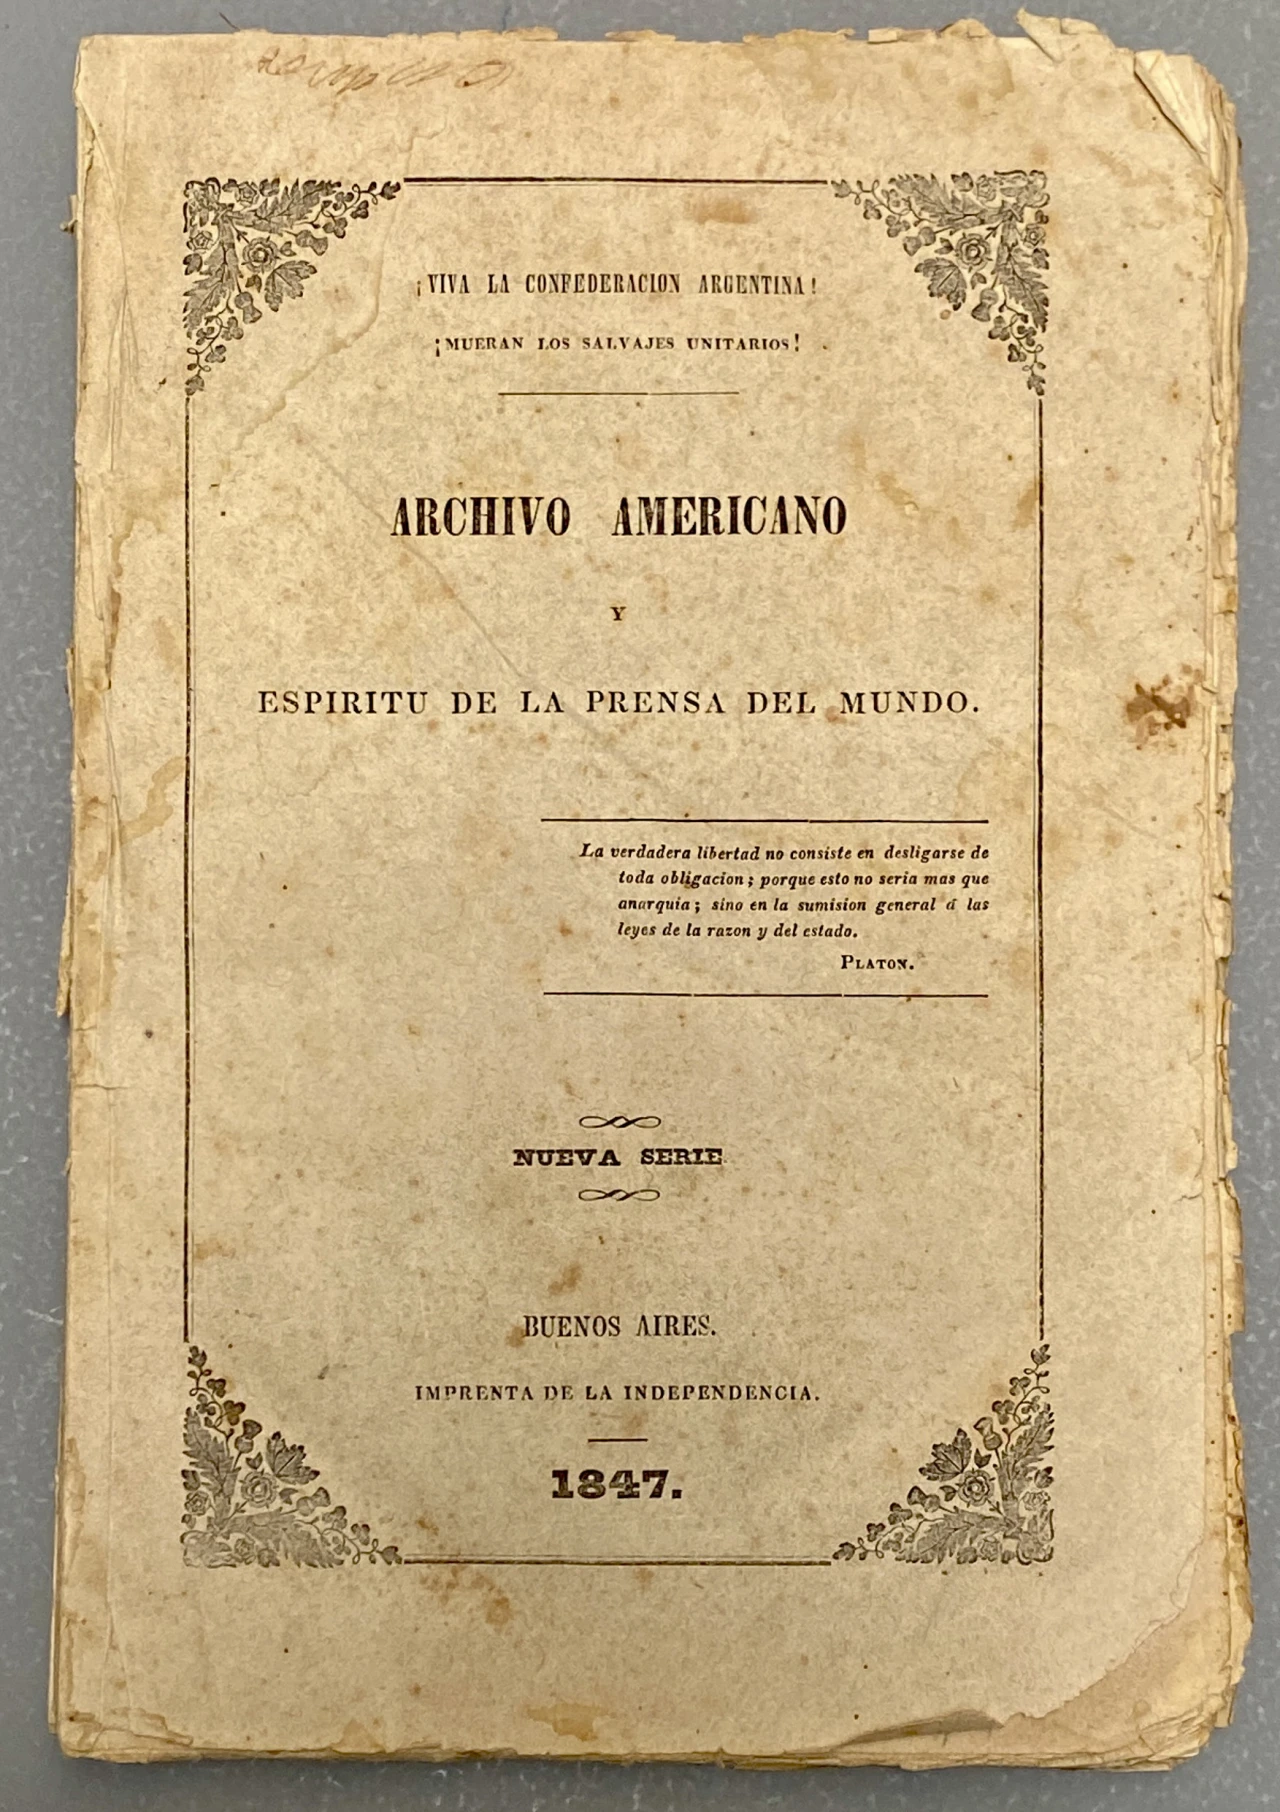 ¡VIVA LA CONFEDERACION ARGENTINA!
¡MUERAN LOS SALVAJES UNITARIOS!
ARCHIVO AMERICANO
Y
ESPIRITU DE LA PRENSA DEL MUNDO.
La verdadera libertad no consiste en desligarse de
toda obligacion; porque esto no seria mas que
anarquia; sino en la sumision general á las
leyes de la razon y del estado.
PLATON.
NUEVA SERIE
BUENOS AIRES.
IMPRENTA DE LA INDEPENDENCIA.
1847.